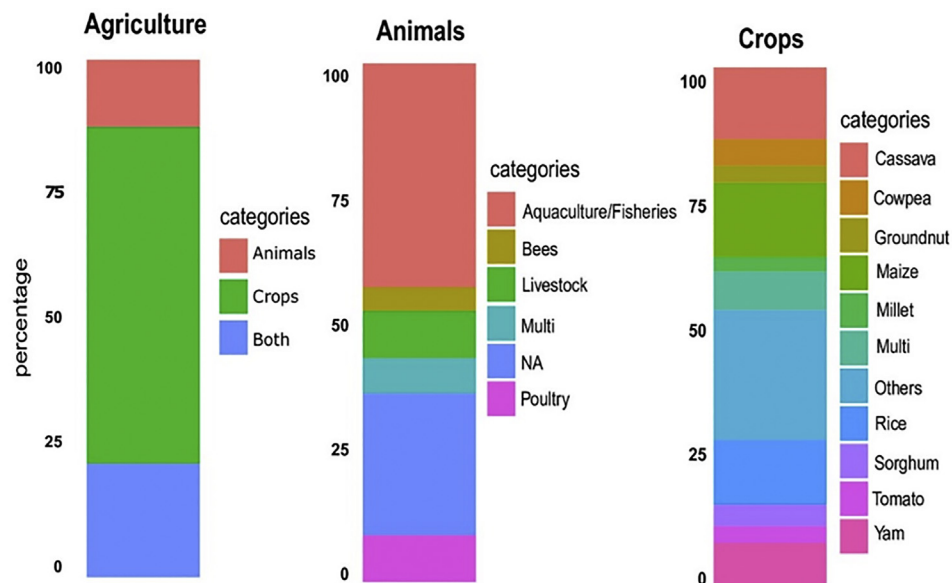 Agriculture
percentage
100
75
50
25
0
categories
Animals
Crops
Both
Animals
100
75
50
25
0
categories
Aquaculture/Fisheries
Bees
Livestock
Multi
NA
Poultry
Crops
100
75
50
25
0
categories
Cassava
Cowpea
Groundnut
Maize
Millet
Multi
Others
Rice
Sorghum
Tomato
Yam